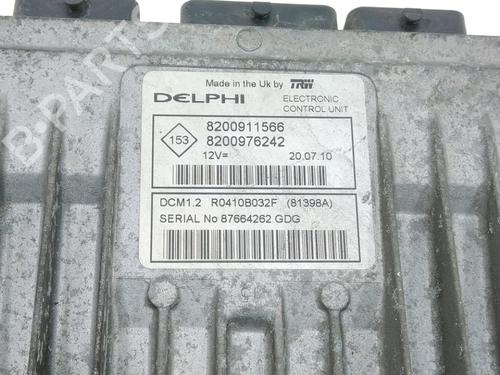 Made in the Uk by TRW
DELPHI ELECTRONIC CONTROL UNIT
8200911566
153 8200976242
12V= 20.07.10
DCM1.2 R0410B032F (81398A)
SERIAL No 87664262 GDG
B-PARTS